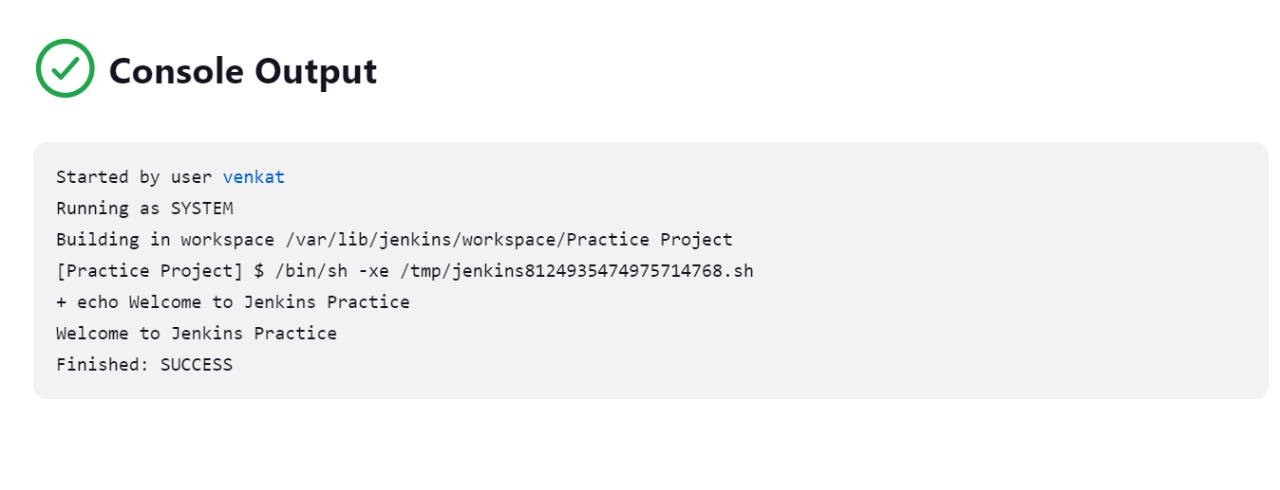 Console Output
Started by user venkat
Running as SYSTEM
Building in workspace /var/lib/jenkins/workspace/Practice Project
[Practice Project] $ /bin/sh -xe /tmp/jenkins8124935474975714768.sh
+ echo Welcome to Jenkins Practice
Welcome to Jenkins Practice
Finished: SUCCESS